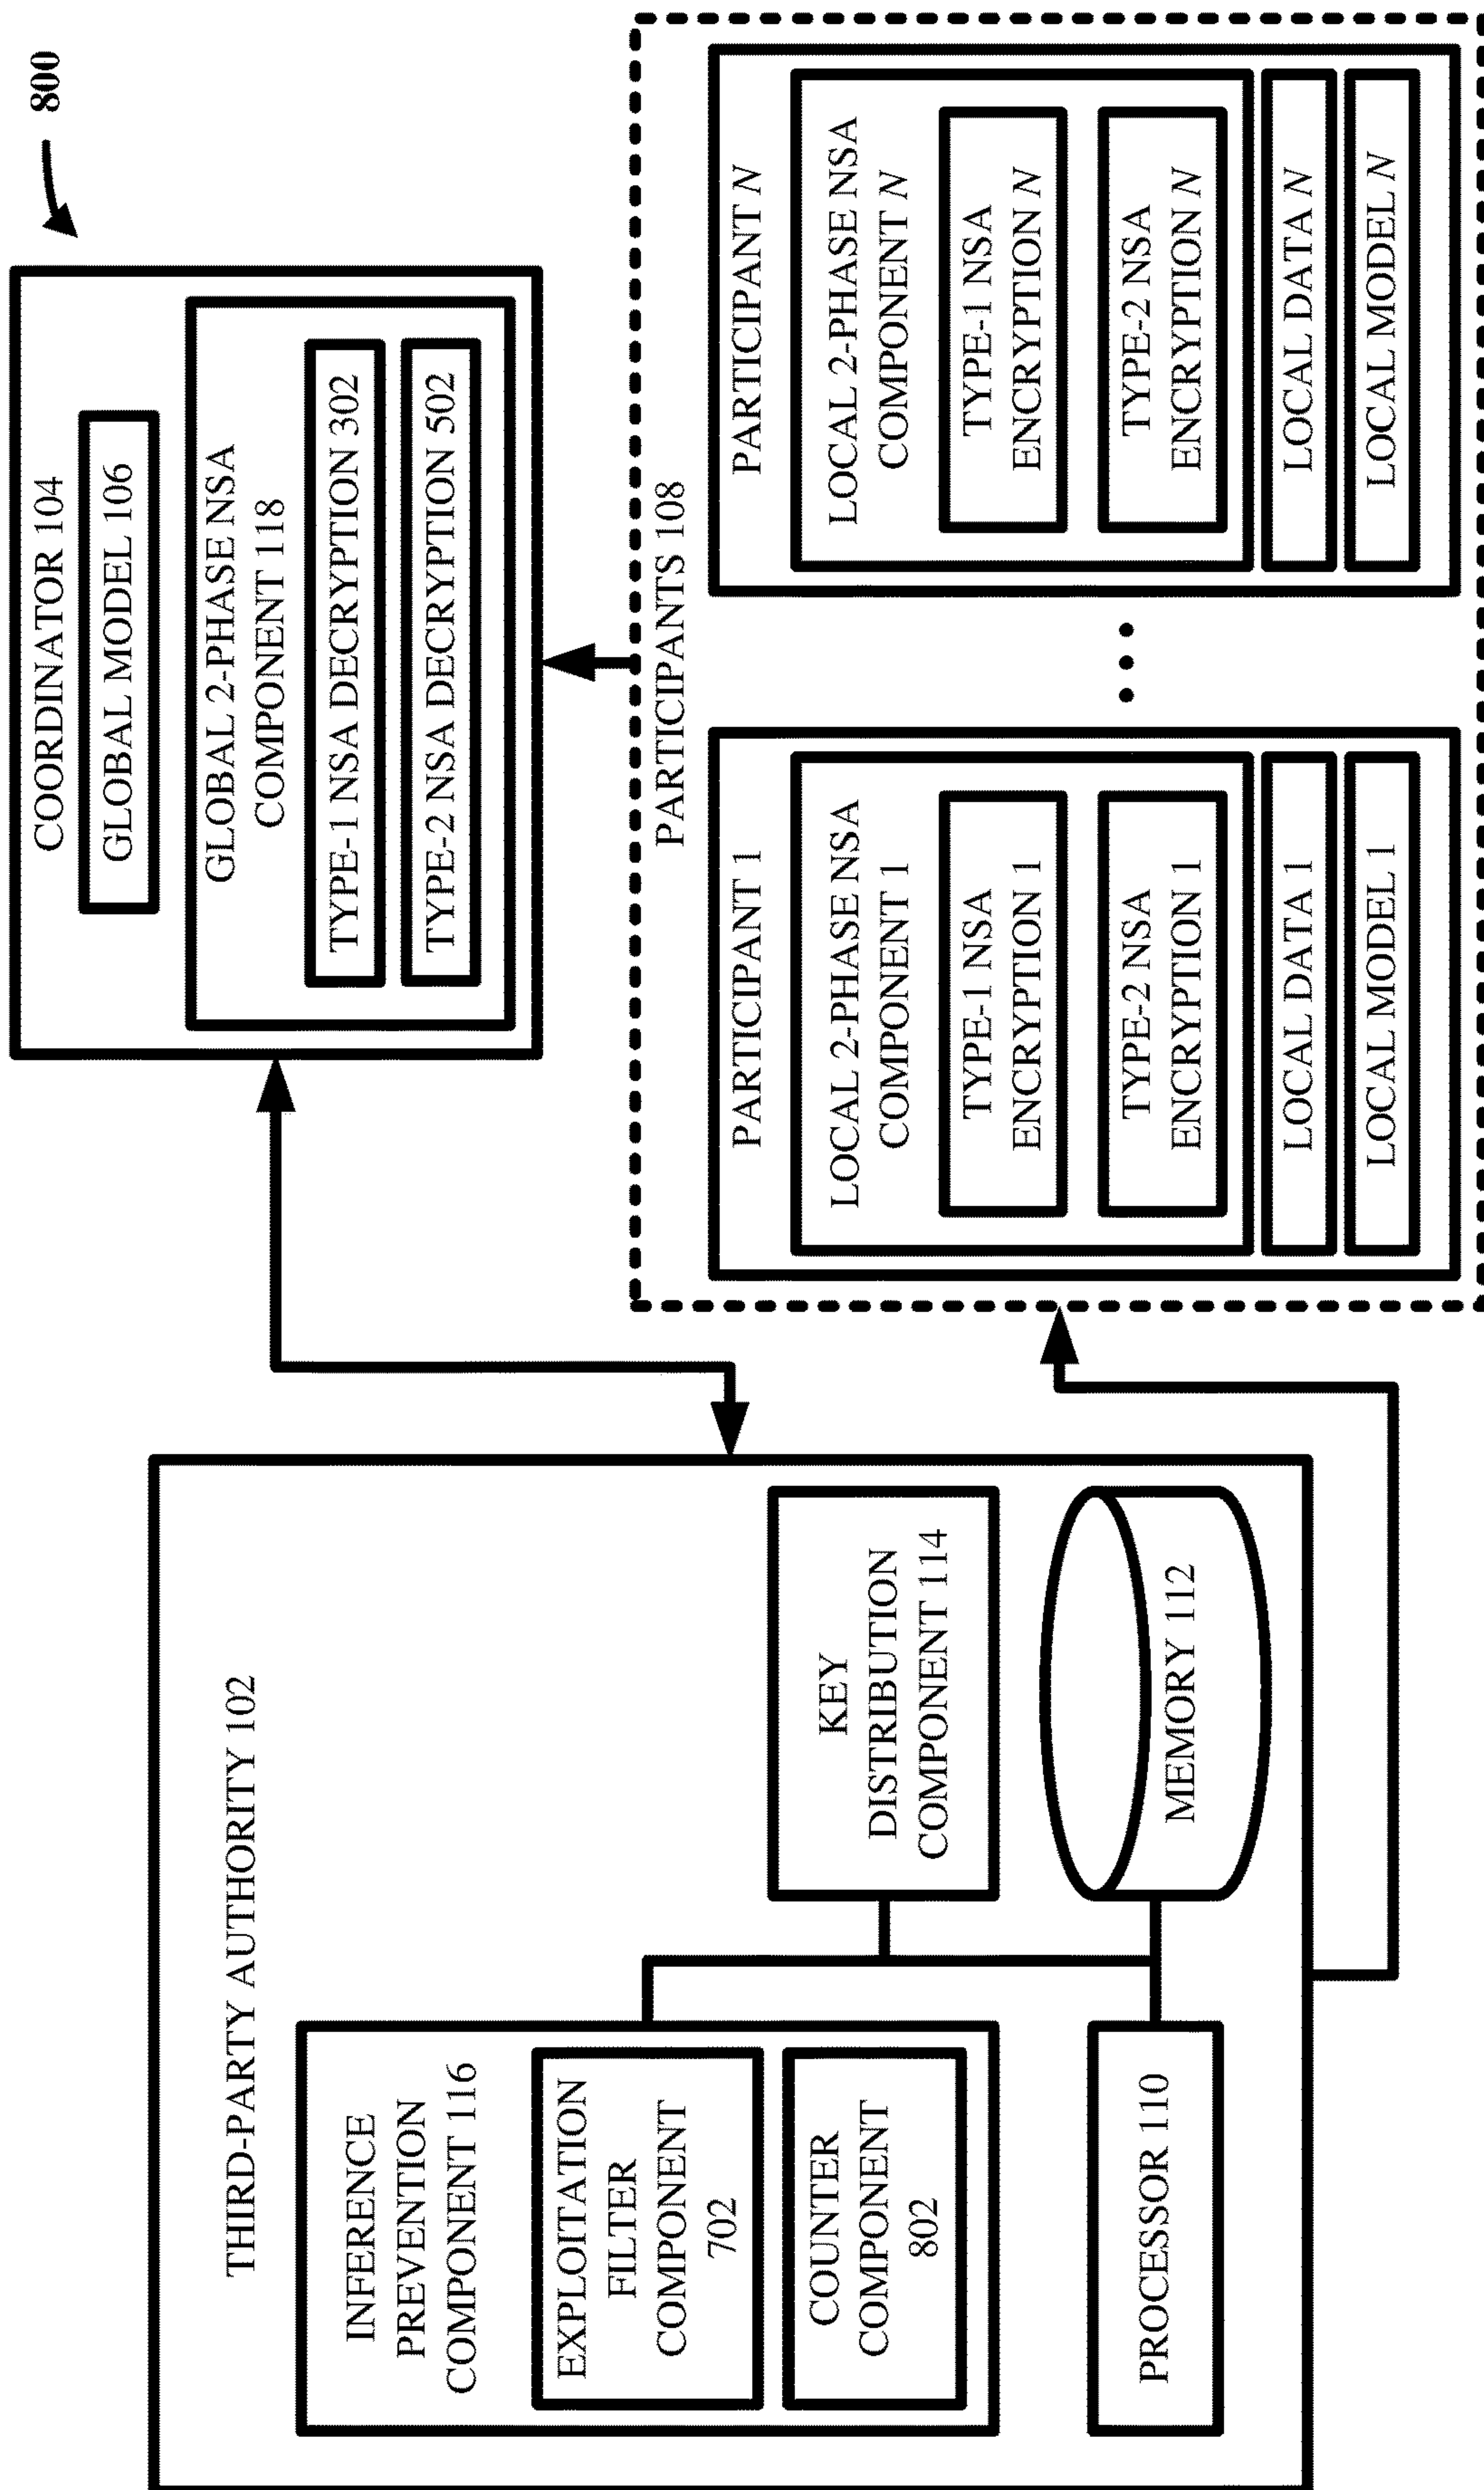 800
THIRD-PARTY AUTHORITY 102
INFERENCE
PREVENTION
COMPONENT 116
EXPLOITATION
FILTER
COMPONENT
702
COUNTER
COMPONENT
802
PROCESSOR 110
KEY
DISTRIBUTION
COMPONENT 114
MEMORY 112
COORDINATOR 104
GLOBAL MODEL 106
GLOBAL 2-PHASE NSA
COMPONENT 118
TYPE-1 NSA DECRYPTION 302
TYPE-2 NSA DECRYPTION 502
PARTICIPANTS 108
PARTICIPANT 1
LOCAL 2-PHASE NSA
COMPONENT 1
TYPE-1 NSA
ENCRYPTION 1
TYPE-2 NSA
ENCRYPTION 1
LOCAL DATA 1
LOCAL MODEL 1
PARTICIPANT N
LOCAL 2-PHASE NSA
COMPONENT N
TYPE-1 NSA
ENCRYPTION N
TYPE-2 NSA
ENCRYPTION N
LOCAL DATA N
LOCAL MODEL N